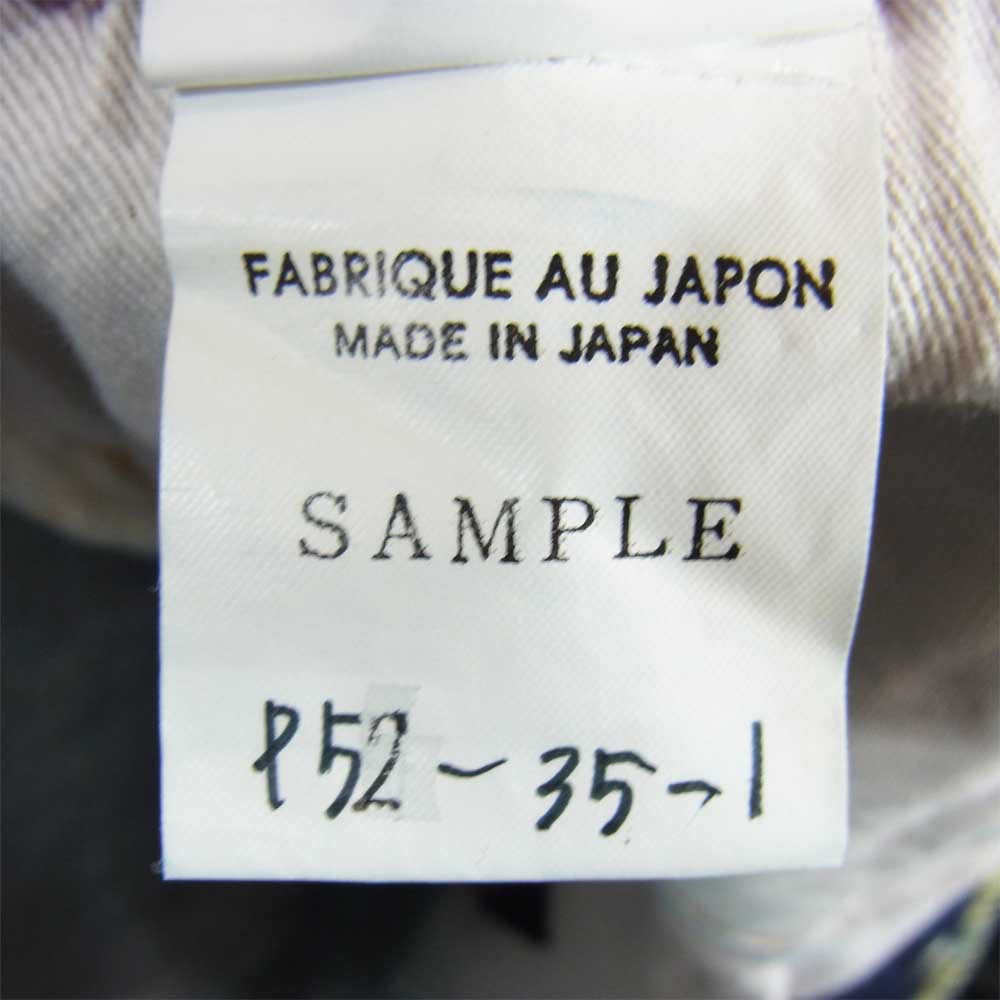 FABRIQUE AU JAPON
MADE IN JAPAN
SAMPLE
P52-35-1